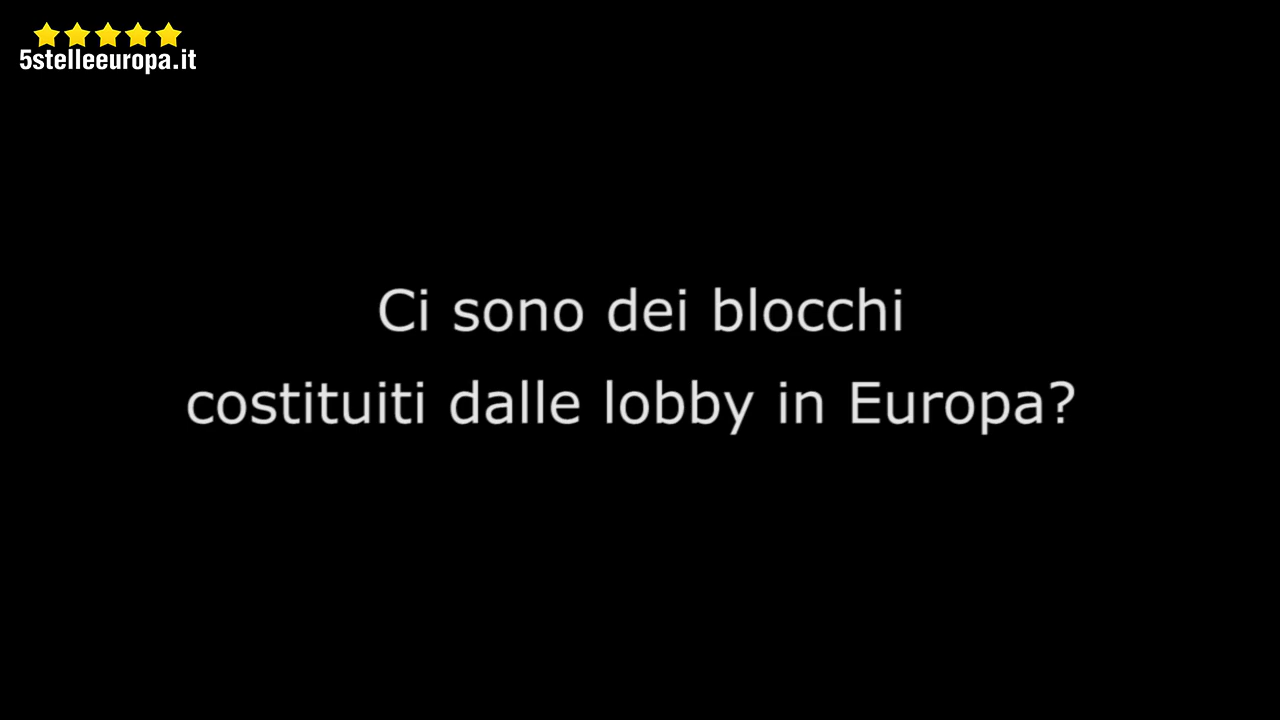 5stelleeuropa.it
Ci sono dei blocchi
costituiti dalle lobby in Europa?